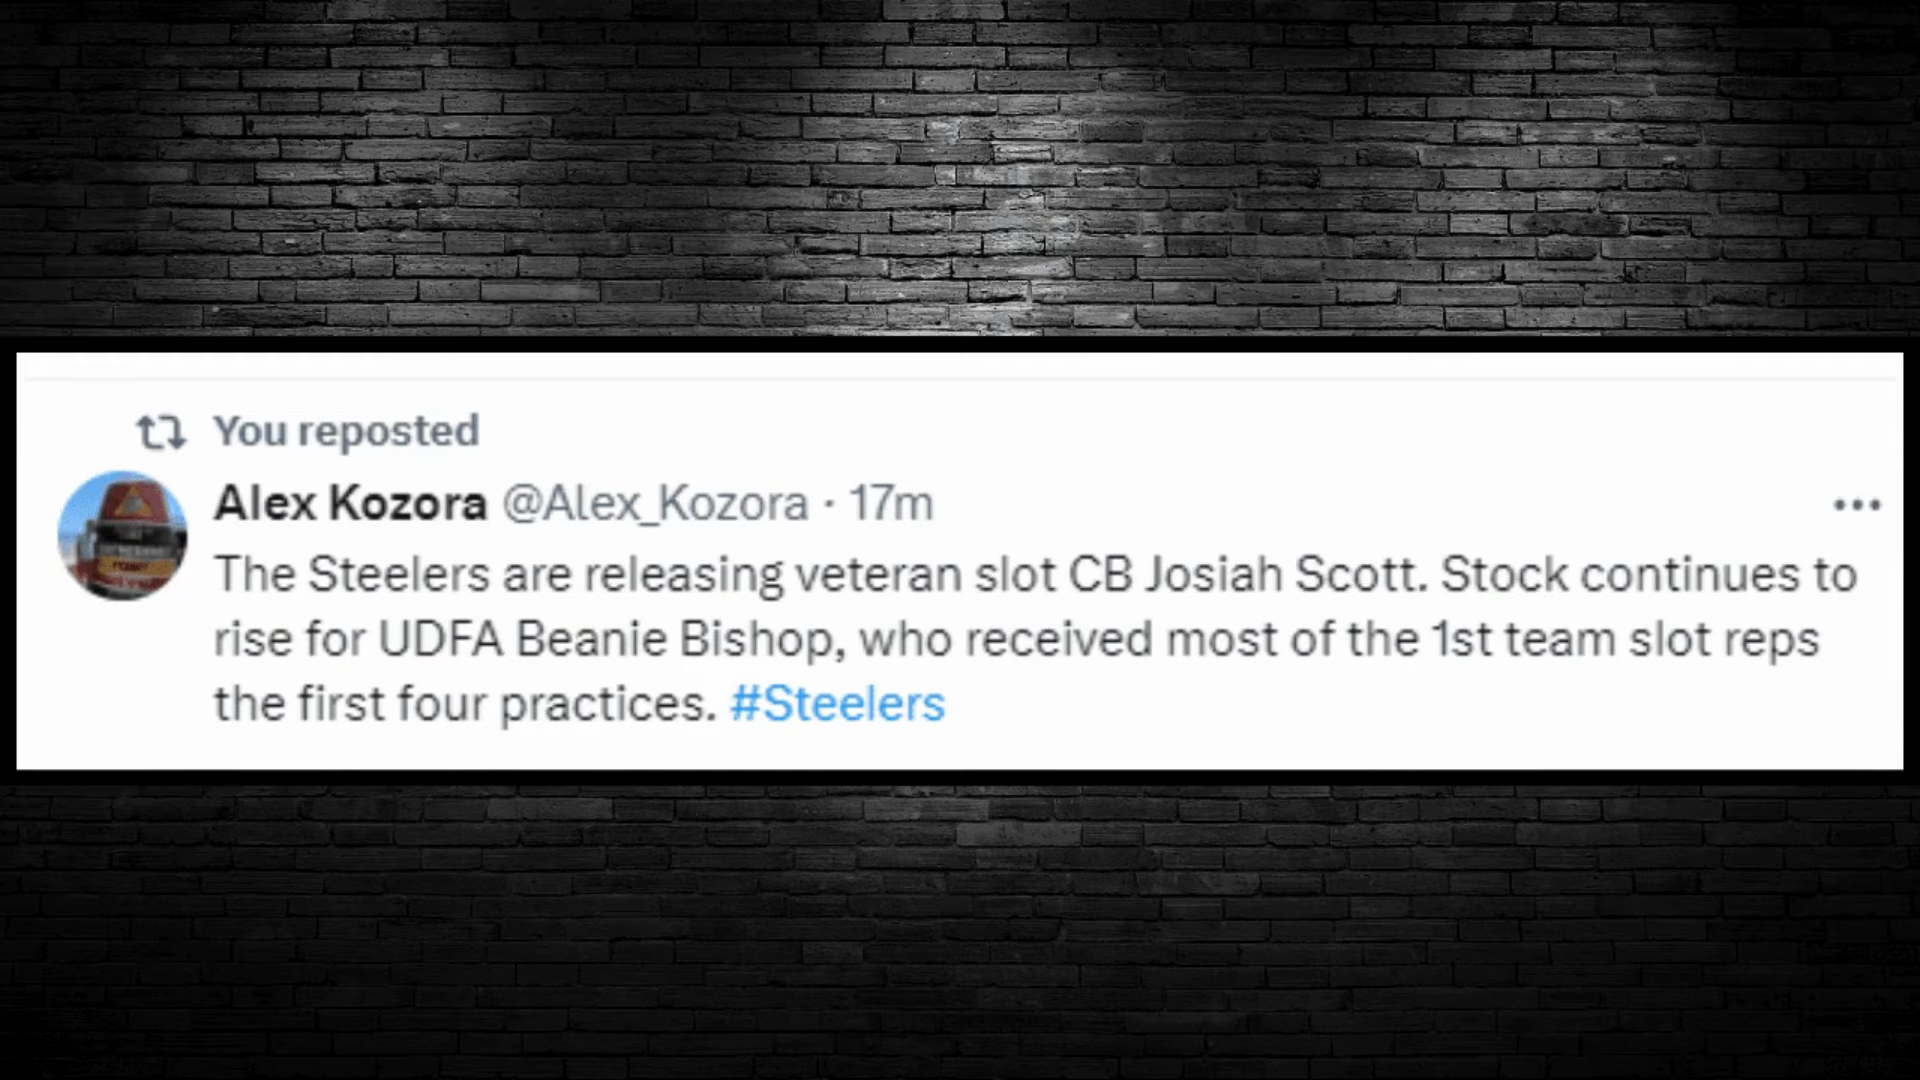 You reposted
Alex Kozora @Alex_Kozora · 17m
The Steelers are releasing veteran slot CB Josiah Scott. Stock continues to
rise for UDFA Beanie Bishop, who received most of the 1st team slot reps
the first four practices. #Steelers